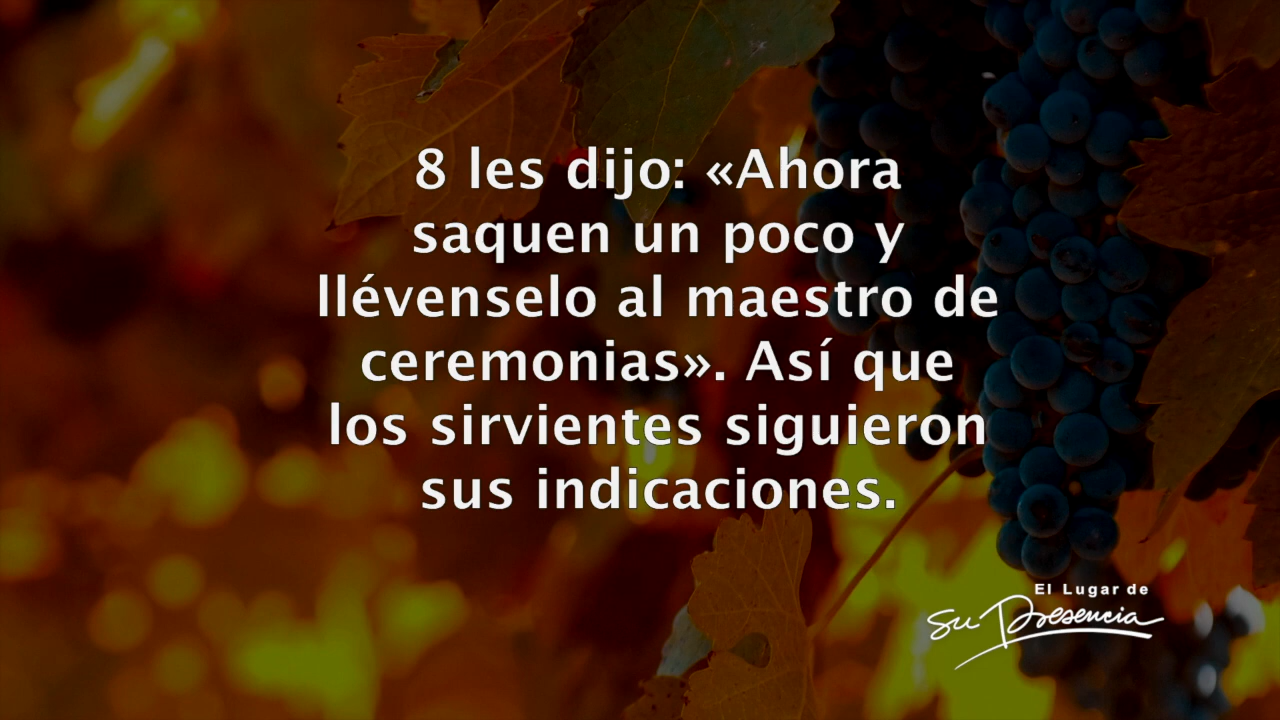 8 les dijo: «Ahora
saquen un poco y
llévenselo al maestro de
ceremonias». Así que
los sirvientes siguieron
sus indicaciones.
El Lugar de
Su Presencia